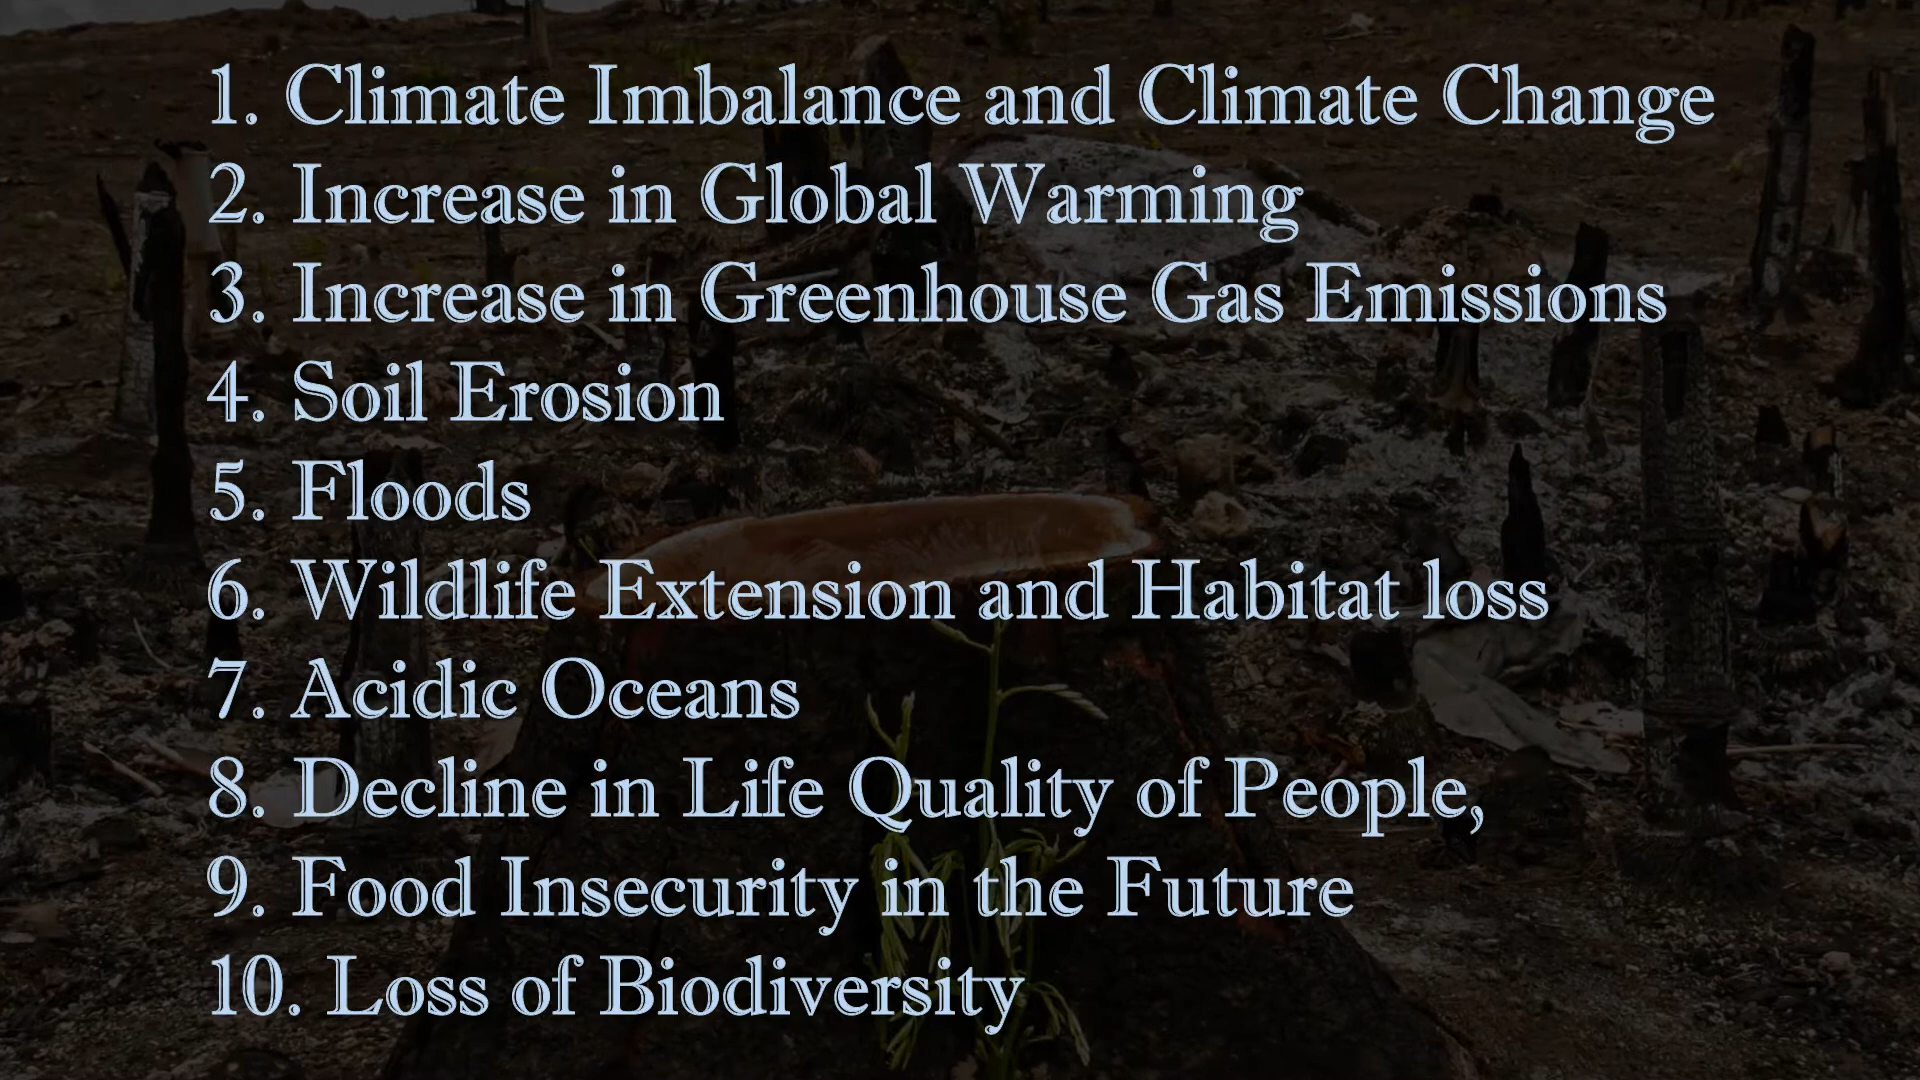 1. Climate Imbalance and Climate Change
2. Increase in Global Warming
3. Increase in Greenhouse Gas Emissions
4. Soil Erosion
5. Floods
6. Wildlife Extension and Habitat loss
7. Acidic Oceans
8. Decline in Life Quality of People,
9. Food Insecurity in the Future
10. Loss of Biodiversity